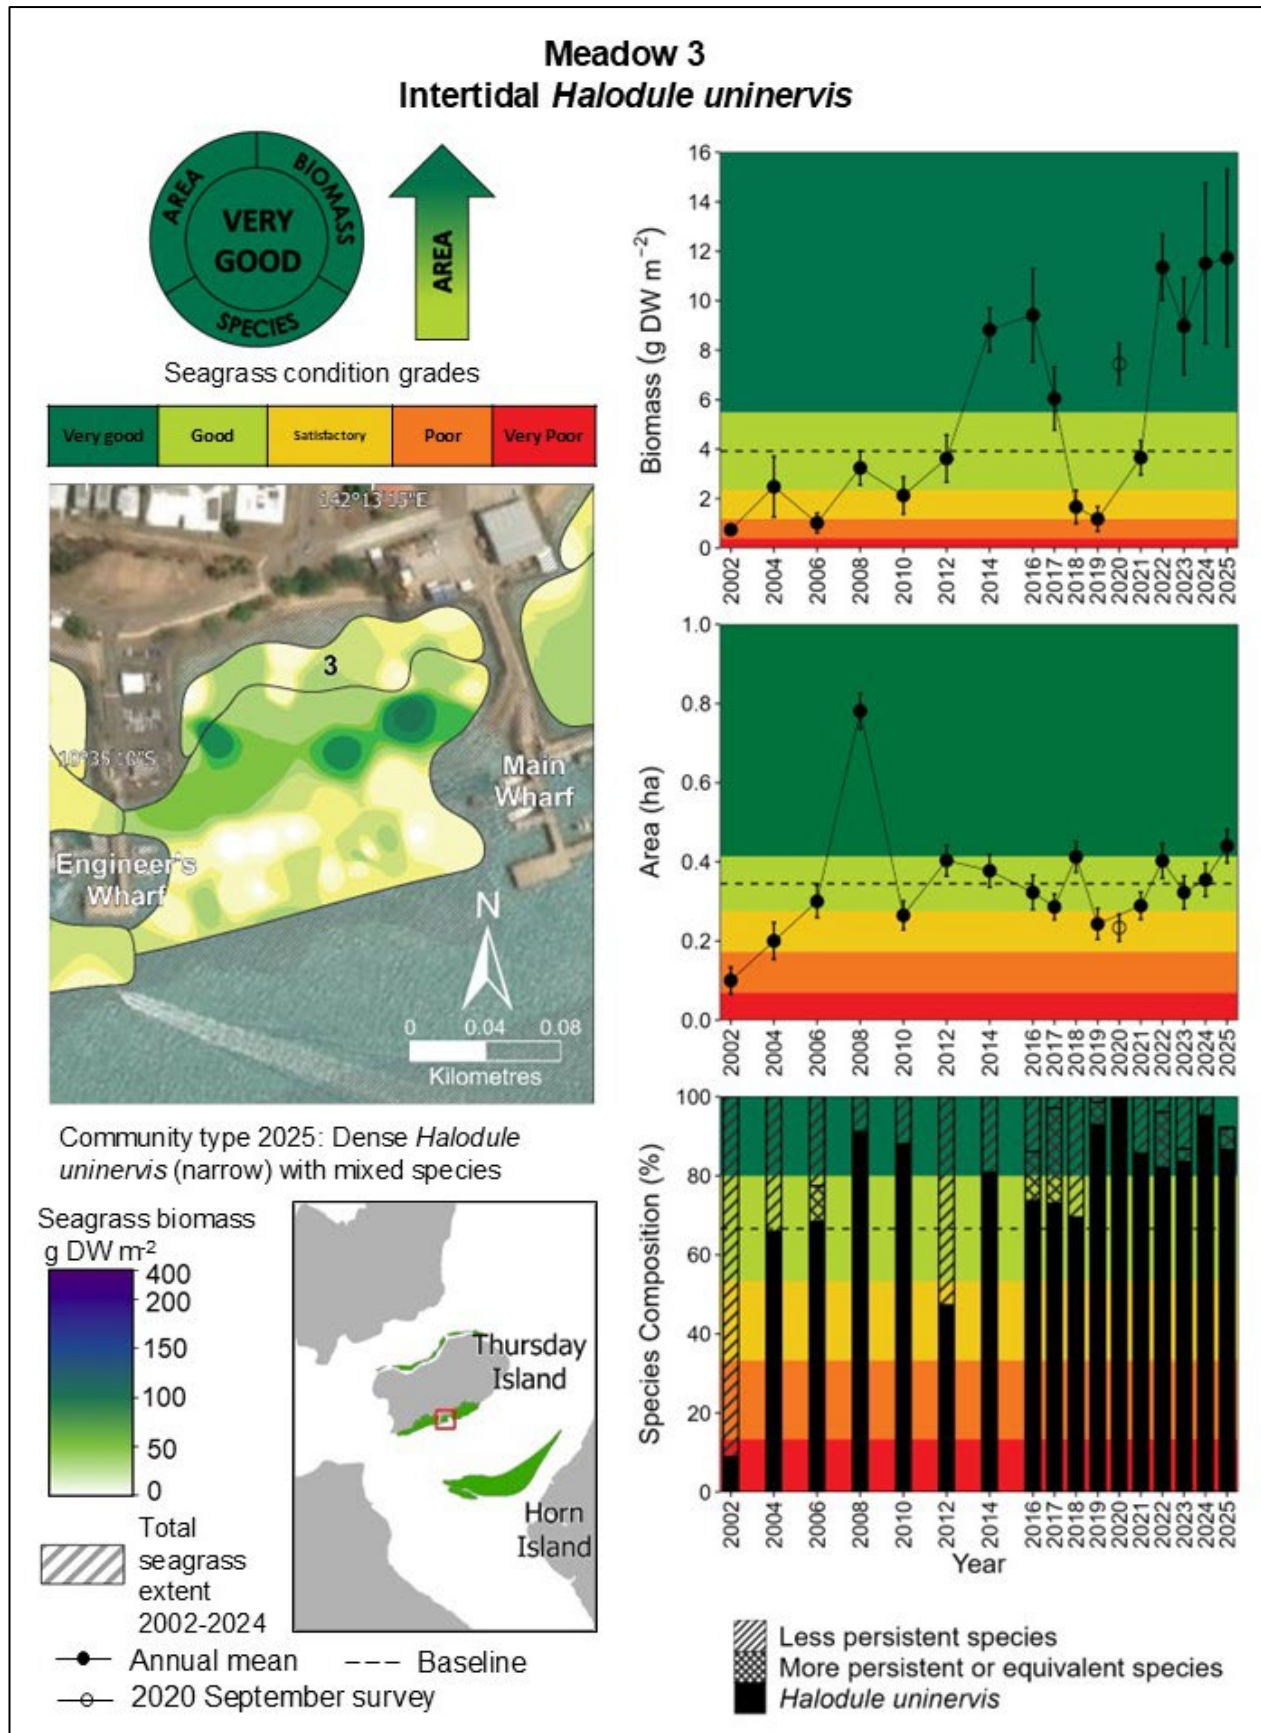 Meadow 3
Intertidal Halodule uninervis
AREA
BIOMASS
SPECIES
VERY
GOOD
AREA
Seagrass condition grades
Very good
Good
Satisfactory
Poor
Very Poor
142°13'15"E
3
Main
Wharf
Engineer's
Wharf
N
0 0.04 0.08
Kilometres
Community type 2025: Dense Halodule
uninervis (narrow) with mixed species
Seagrass biomass
g DW m-2
400
200
150
100
50
0
Total
seagrass
extent
2002-2024
Thursday
Island
Horn
Island
Annual mean
Baseline
2020 September survey
Biomass (g DW m−2)
16
14
12
10
8
6
4
2
0
2002 2004 2006 2008 2010 2012 2014 2016 2017 2018 2019 2020 2021 2022 2023 2024 2025
Area (ha)
1.0
0.8
0.6
0.4
0.2
0.0
2002 2004 2006 2008 2010 2012 2014 2016 2017 2018 2019 2020 2021 2022 2023 2024 2025
Species Composition (%)
100
80
60
40
20
0
2002 2004 2006 2008 2010 2012 2014 2016 2017 2018 2019 2020 2021 2022 2023 2024 2025
Year
Less persistent species
More persistent or equivalent species
Halodule uninervis